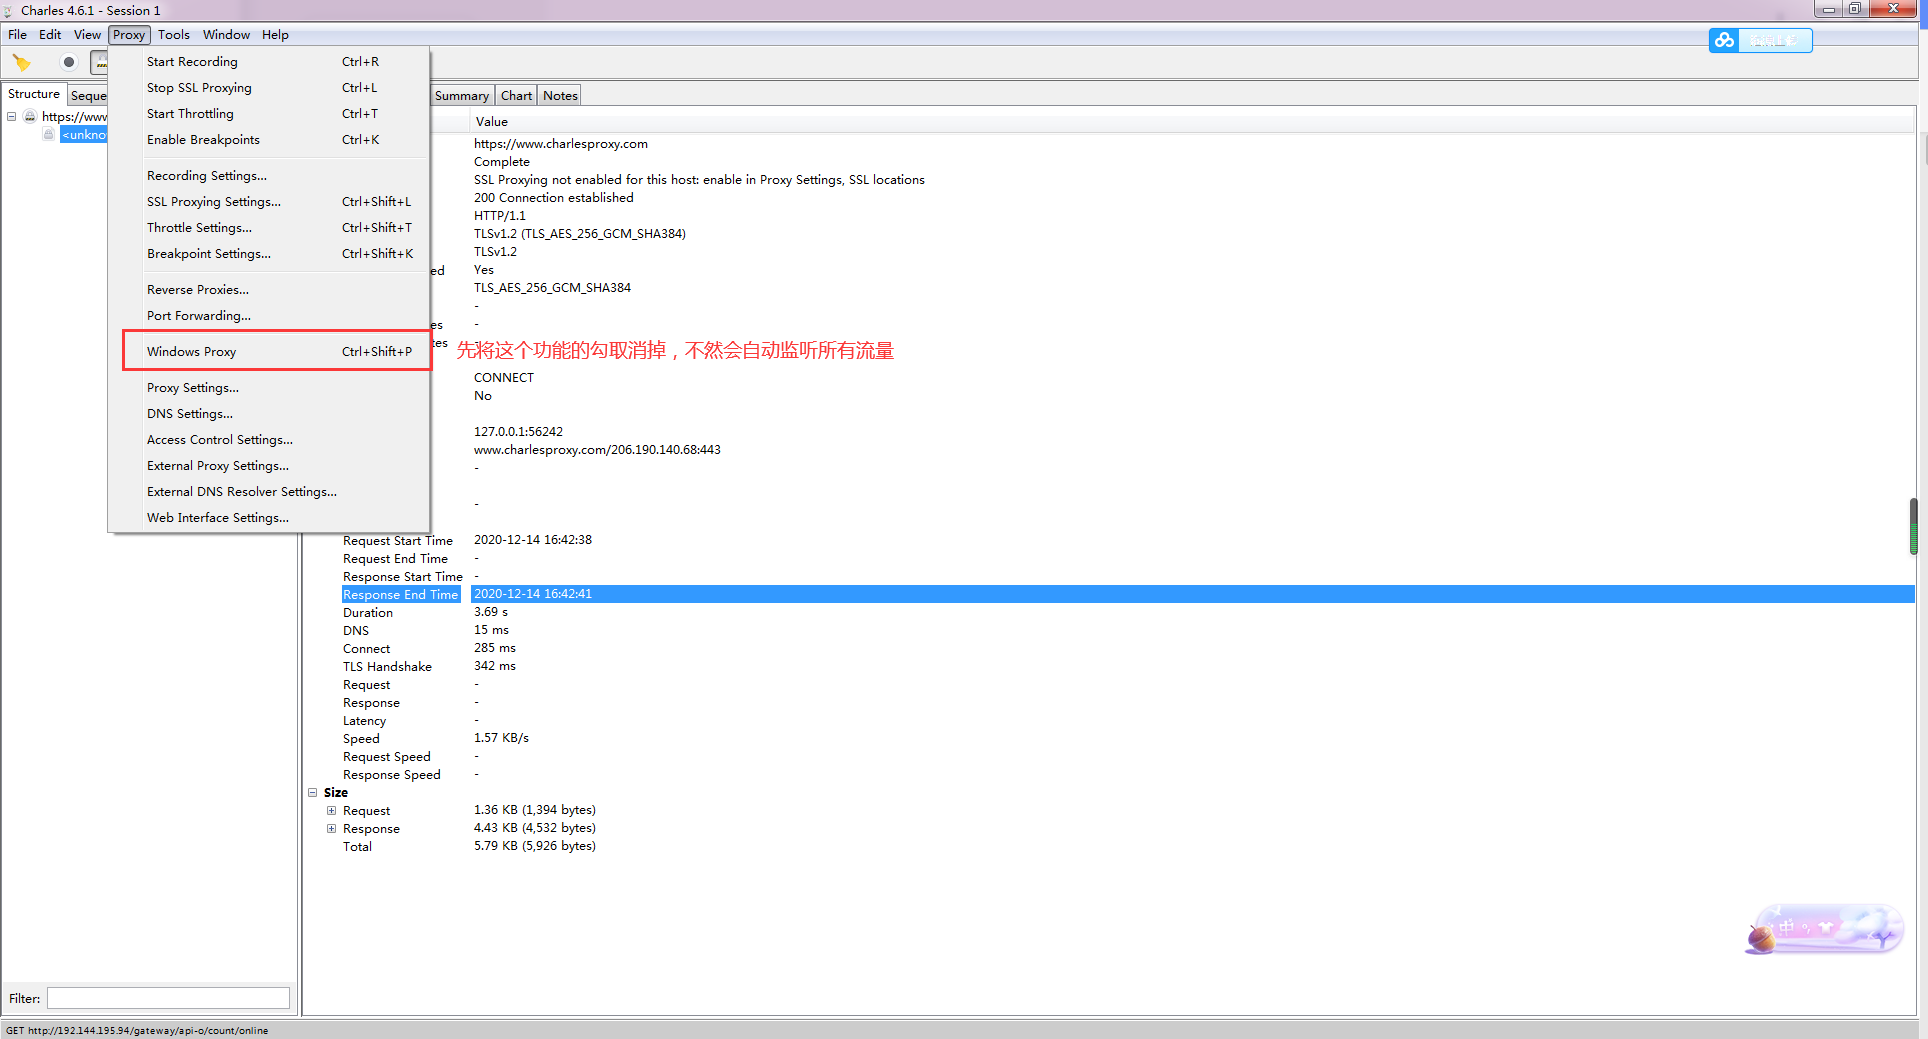 Charles 4.6.1 - Session 1
File Edit View Proxy Tools Window Help
Start Recording Ctrl+R
Stop SSL Proxying Ctrl+L
Start Throttling Ctrl+T
Enable Breakpoints Ctrl+K
Recording Settings...
SSL Proxying Settings... Ctrl+Shift+L
Throttle Settings... Ctrl+Shift+T
Breakpoint Settings... Ctrl+Shift+K
Reverse Proxies...
Port Forwarding...
Windows Proxy Ctrl+Shift+P
Proxy Settings...
DNS Settings...
Access Control Settings...
External Proxy Settings...
External DNS Resolver Settings...
Web Interface Settings...
先将这个功能的勾取消掉，不然会自动监听所有流量
Structure Seque
https://www
<unkno
Summary Chart Notes
Value
https://www.charlesproxy.com
Complete
SSL Proxying not enabled for this host: enable in Proxy Settings, SSL locations
200 Connection established
HTTP/1.1
TLSv1.2 (TLS_AES_256_GCM_SHA384)
TLSv1.2
ed Yes
TLS_AES_256_GCM_SHA384
-
es -
tes
CONNECT
No
127.0.0.1:56242
www.charlesproxy.com/206.190.140.68:443
-
-
Request Start Time 2020-12-14 16:42:38
Request End Time -
Response Start Time -
Response End Time 2020-12-14 16:42:41
Duration 3.69 s
DNS 15 ms
Connect 285 ms
TLS Handshake 342 ms
Request -
Response -
Latency -
Speed 1.57 KB/s
Request Speed -
Response Speed -
Size
Request 1.36 KB (1,394 bytes)
Response 4.43 KB (4,532 bytes)
Total 5.79 KB (5,926 bytes)
中
Filter:
GET http://192.144.195.94/gateway/api-o/count/online